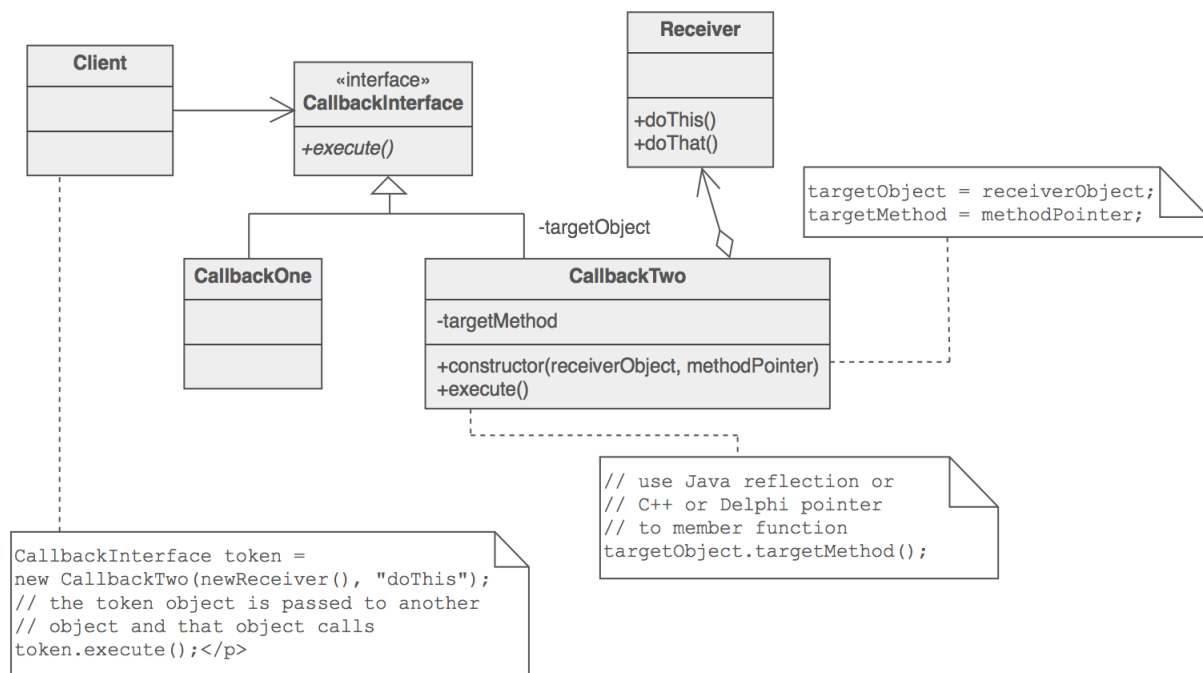 Client
«interface»
CallbackInterface
+execute()
Receiver
+doThis()
+doThat()
targetObject = receiverObject;
targetMethod = methodPointer;
-targetObject
CallbackOne
CallbackTwo
-targetMethod
+constructor(receiverObject, methodPointer)
+execute()
// use Java reflection or
// C++ or Delphi pointer
// to member function
targetObject.targetMethod();
CallbackInterface token =
new CallbackTwo(newReceiver(), "doThis");
// the token object is passed to another
// object and that object calls
token.execute();</p>